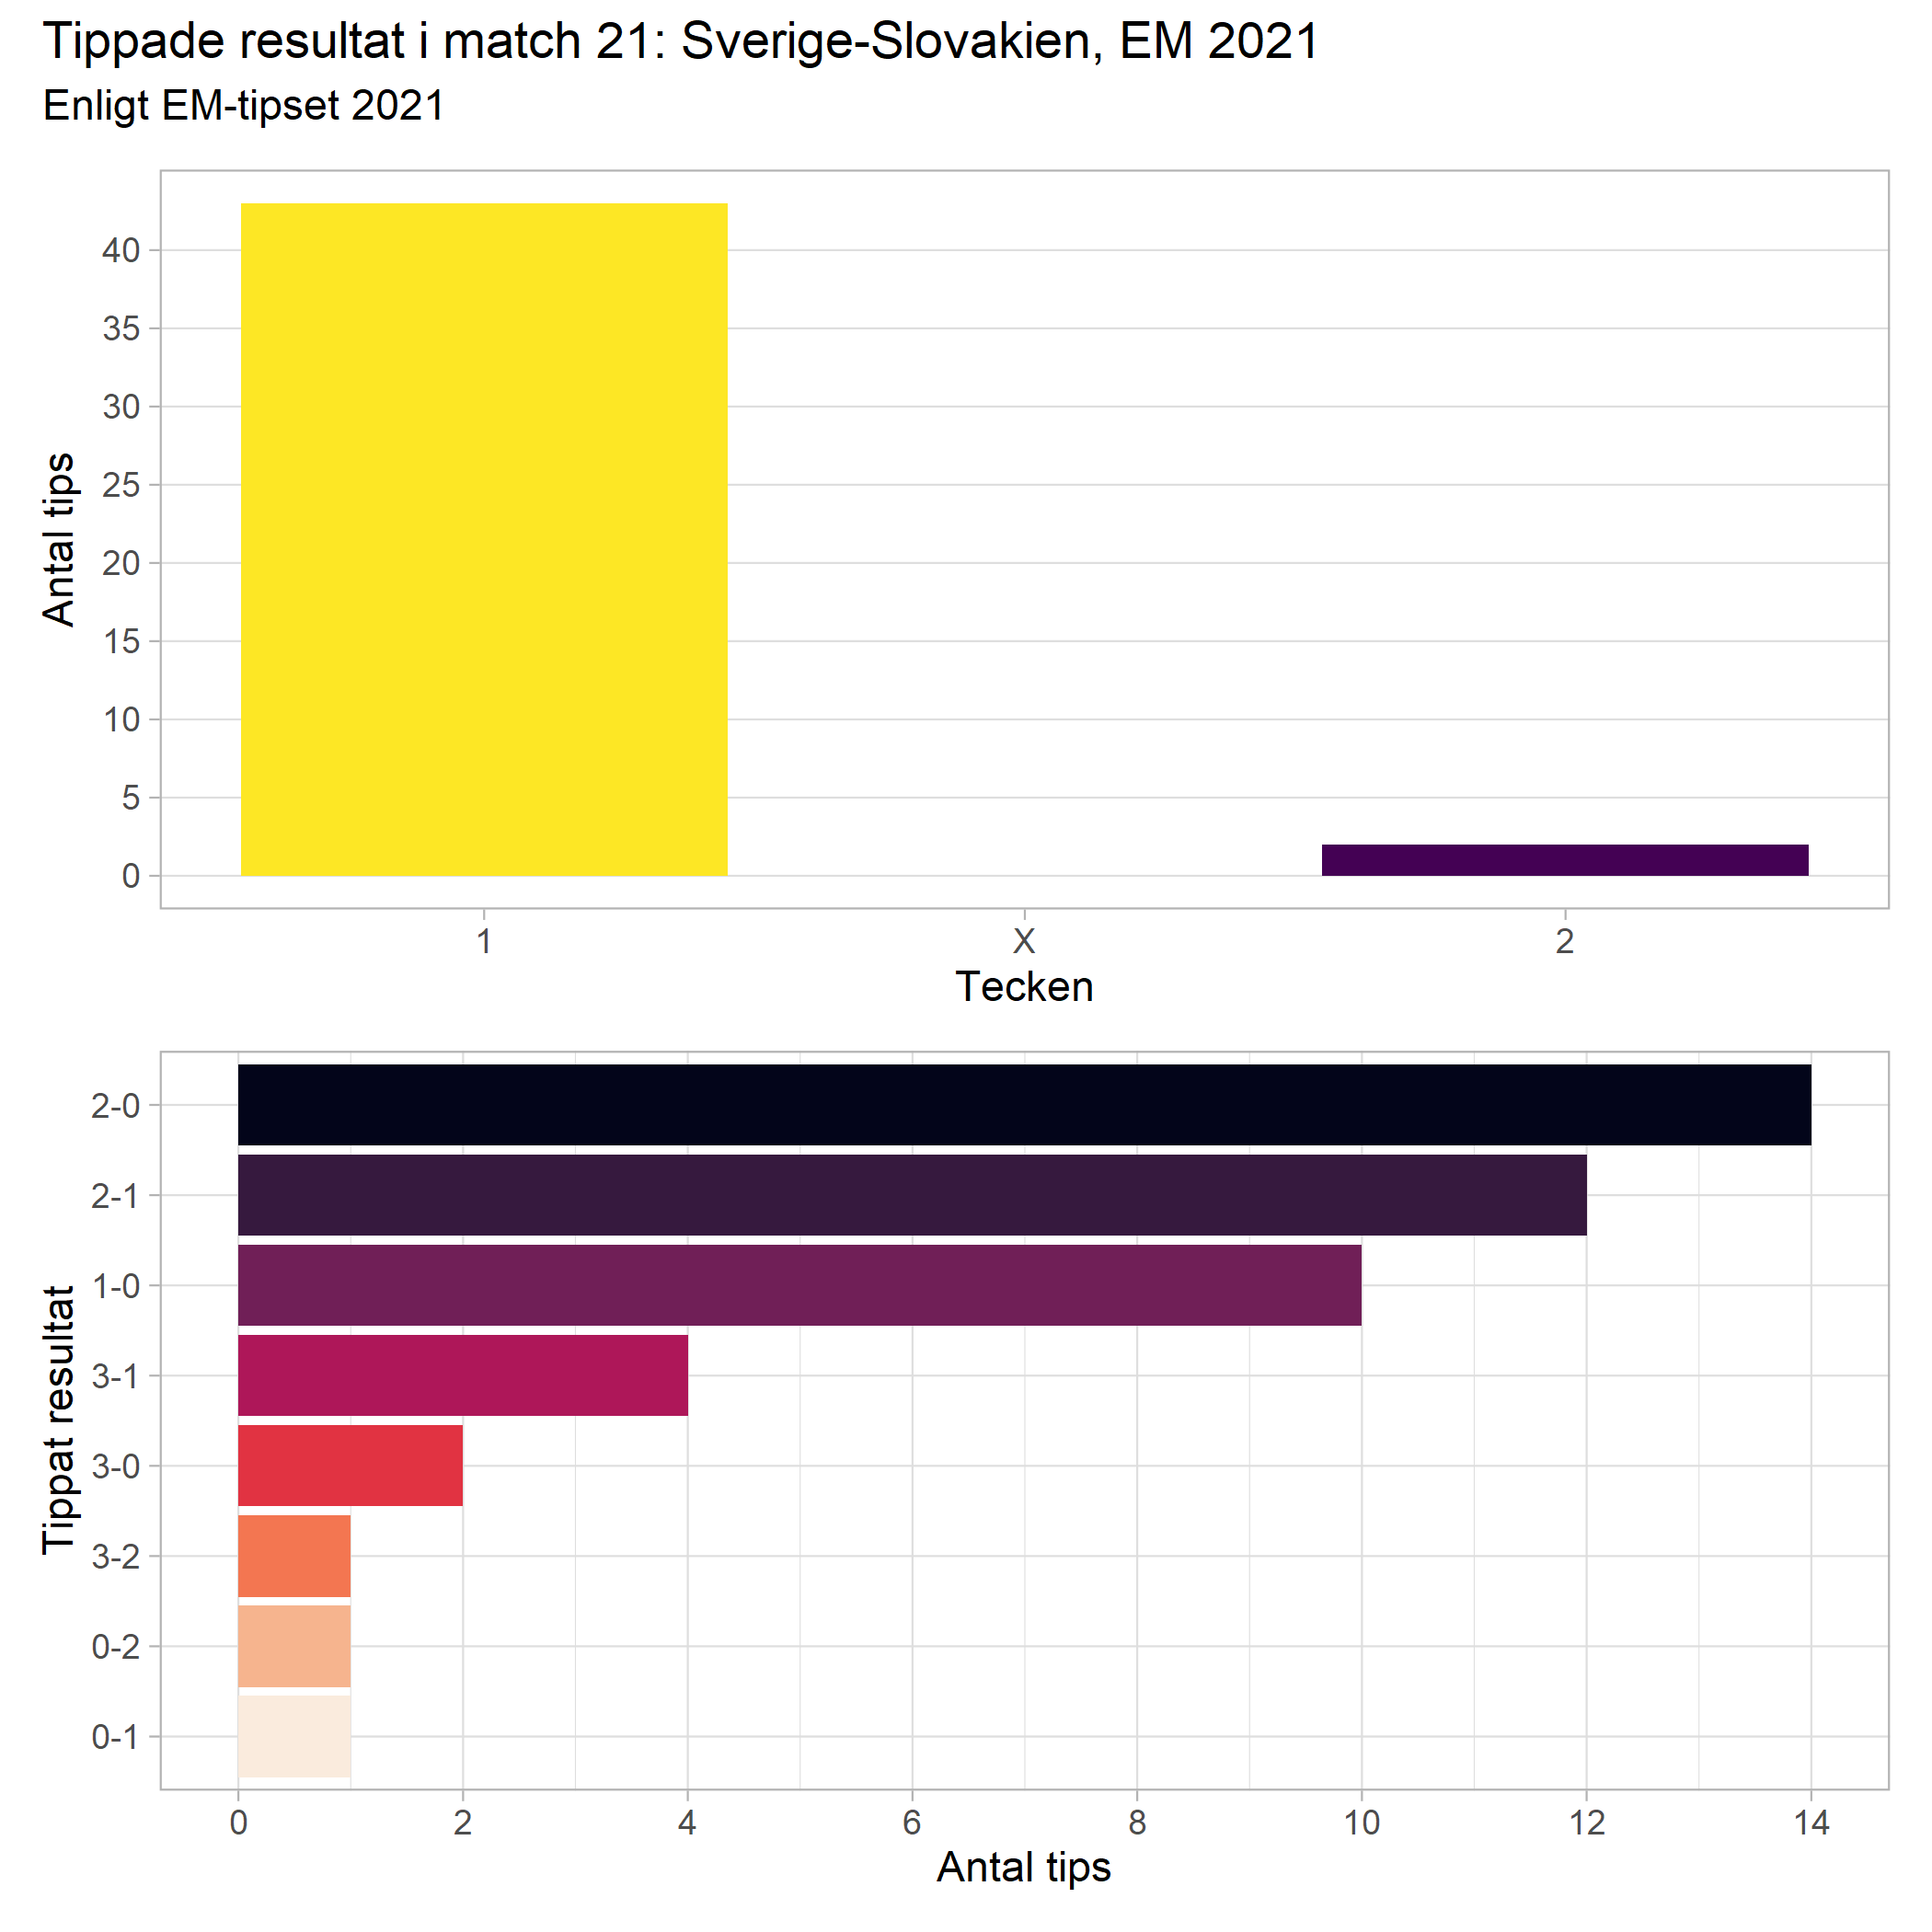 Tippade resultat i match 21: Sverige-Slovakien, EM 2021
Enligt EM-tipset 2021
Antal tips
40
35
30
25
20
15
10
5
0
1 X 2
Tecken
Tippat resultat
2-0
2-1
1-0
3-1
3-0
3-2
0-2
0-1
0 2 4 6 8 10 12 14
Antal tips